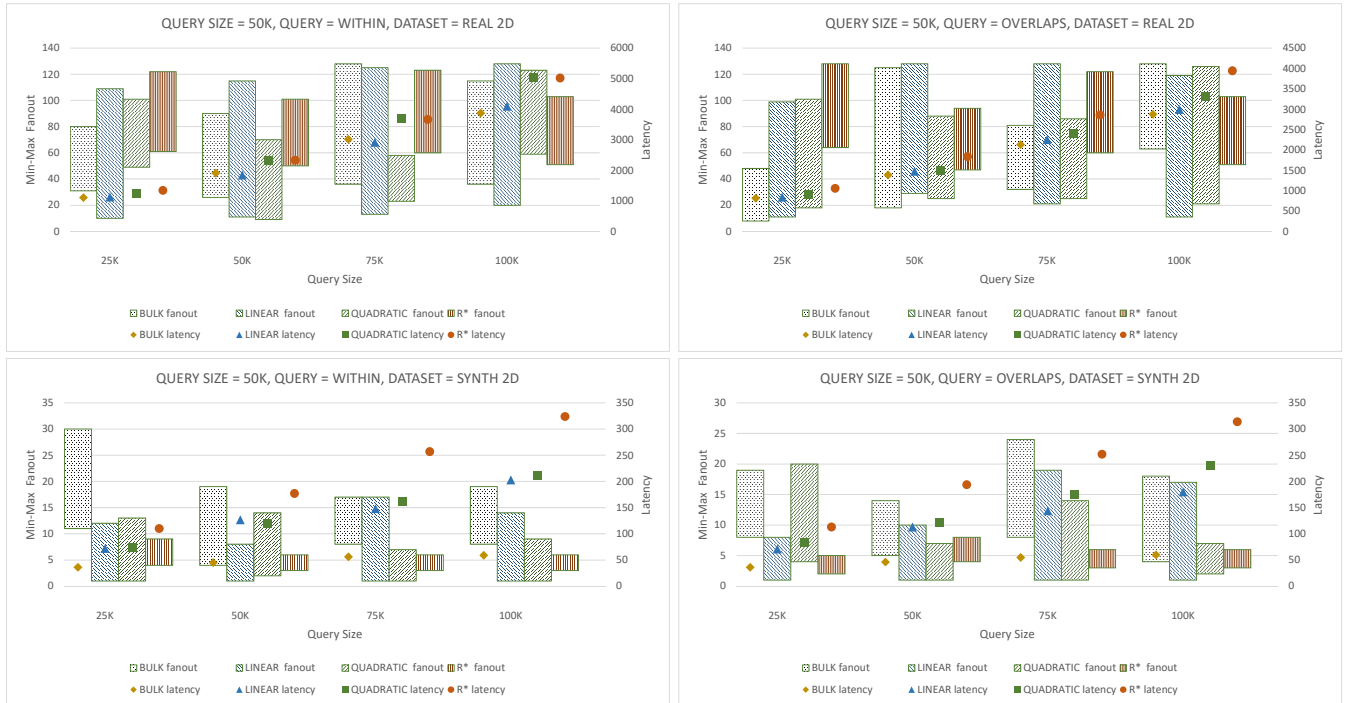 QUERY SIZE = 50K, QUERY = WITHIN, DATASET = REAL 2D
140 6000
120 5000
100 4000
80 3000
60 2000
40 1000
20 0
0
Min-Max Fanout
Latency
25K 50K 75K 100K
Query Size
BULK fanout LINEAR fanout QUADRATIC fanout R* fanout
BULK latency LINEAR latency QUADRATIC latency R* latency
QUERY SIZE = 50K, QUERY = OVERLAPS, DATASET = REAL 2D
140 4500
120 4000
100 3500
80 3000
60 2500
40 2000
20 1500
0 1000
500
0
Min-Max Fanout
Latency
25K 50K 75K 100K
Query Size
BULK fanout LINEAR fanout QUADRATIC fanout R* fanout
BULK latency LINEAR latency QUADRATIC latency R* latency
QUERY SIZE = 50K, QUERY = WITHIN, DATASET = SYNTH 2D
35 350
30 300
25 250
20 200
15 150
10 100
5 50
0 0
Min-Max Fanout
Latency
25K 50K 75K 100K
Query Size
BULK fanout LINEAR fanout QUADRATIC fanout R* fanout
BULK latency LINEAR latency QUADRATIC latency R* latency
QUERY SIZE = 50K, QUERY = OVERLAPS, DATASET = SYNTH 2D
30 350
25 300
20 250
15 200
10 150
5 100
0 50
0
Min-Max Fanout
Latency
25K 50K 75K 100K
Query Size
BULK fanout LINEAR fanout QUADRATIC fanout R* fanout
BULK latency LINEAR latency QUADRATIC latency R* latency